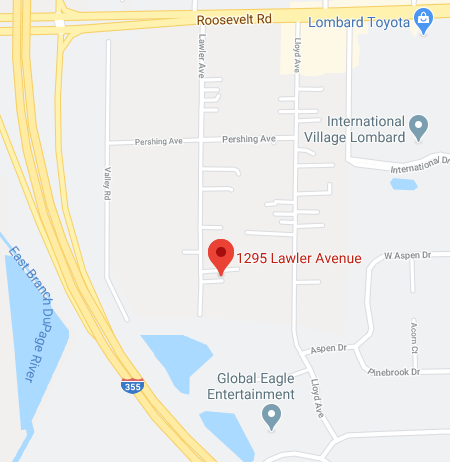 Roosevelt Rd
Lombard Toyota
Lawler Ave
Lloyd Ave
International
Village Lombard
Pershing Ave
Pershing Ave
International Dr
Valley Rd
1295 Lawler Avenue
W Aspen Dr
East Branch DuPage River
Acorn Ct
Aspen Dr
Pinebrook Dr
355
Global Eagle
Entertainment
Lloyd Ave